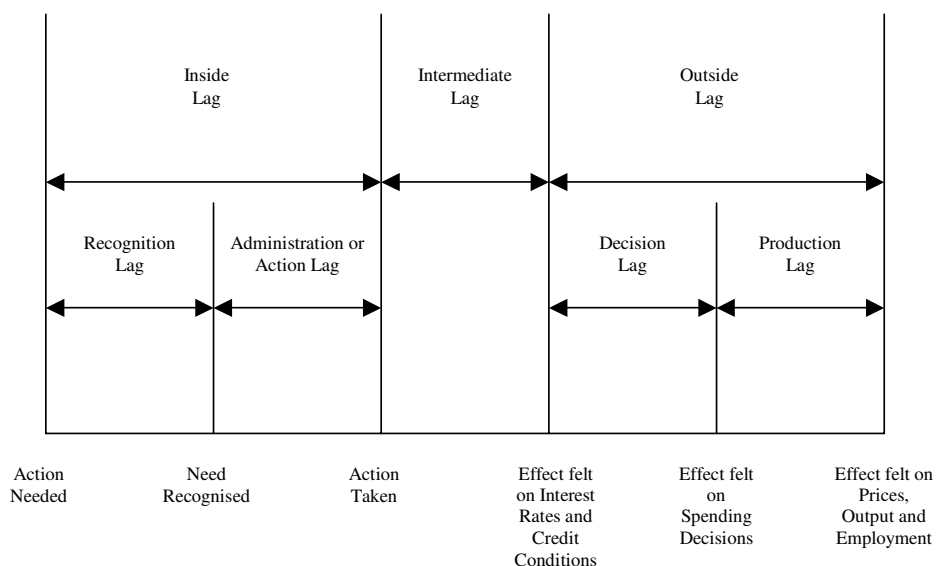 Inside
Lag
Intermediate
Lag
Outside
Lag
Recognition
Lag
Administration or
Action Lag
Decision
Lag
Production
Lag
Action
Needed
Need
Recognised
Action
Taken
Effect felt
on Interest
Rates and
Credit
Conditions
Effect felt
on
Spending
Decisions
Effect felt on
Prices,
Output and
Employment